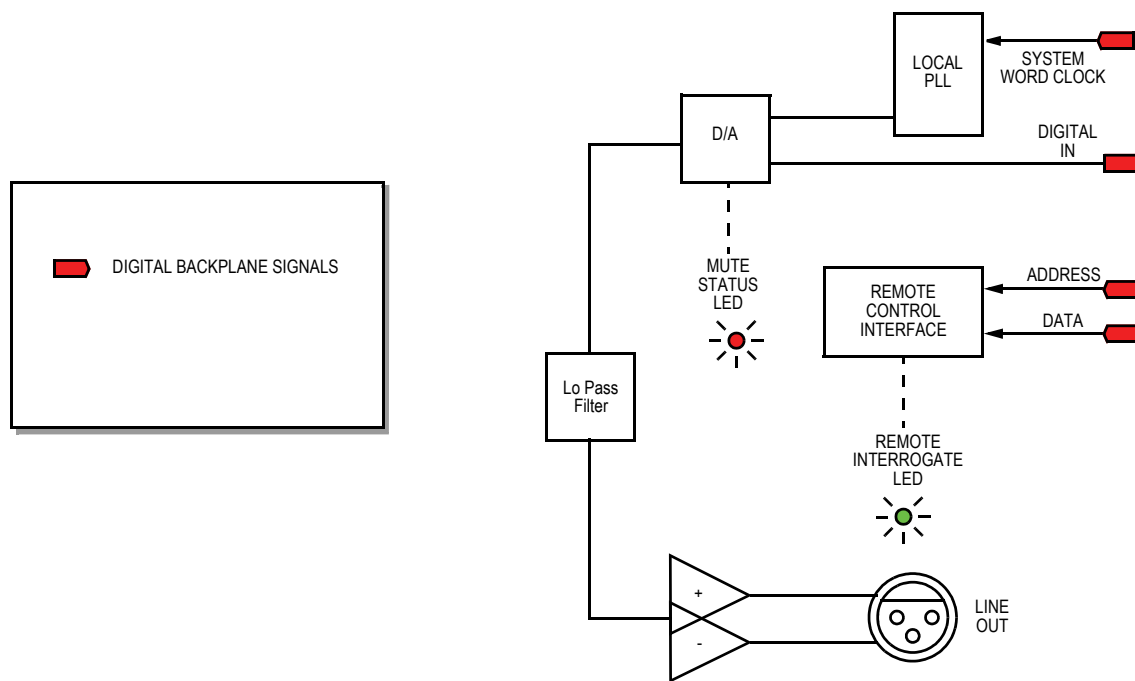 LOCAL
PLL
SYSTEM
WORD CLOCK
D/A
DIGITAL
IN
DIGITAL BACKPLANE SIGNALS
MUTE
STATUS
LED
REMOTE
CONTROL
INTERFACE
ADDRESS
DATA
Lo Pass
Filter
REMOTE
INTERROGATE
LED
+
-
LINE
OUT